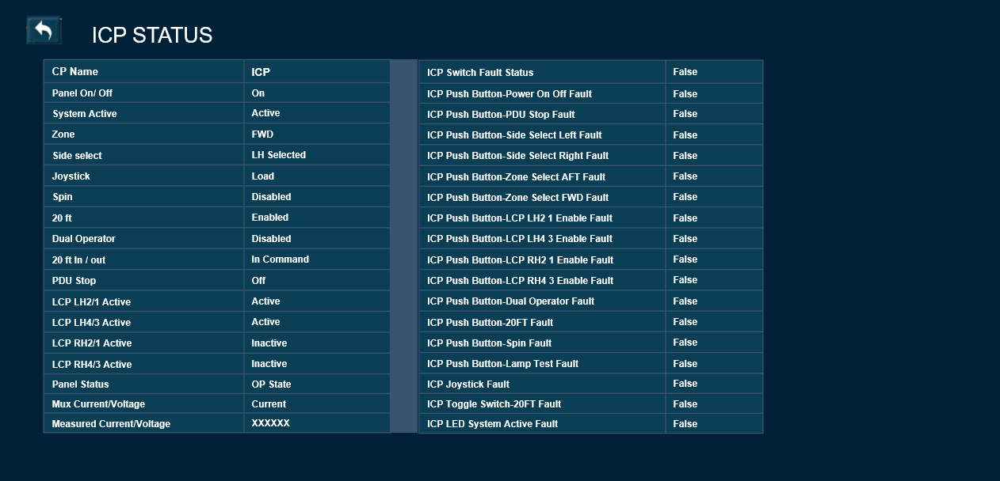 ICP STATUS
CP Name ICP
Panel On/ Off On
System Active Active
Zone FWD
Side select LH Selected
Joystick Load
Spin Disabled
20 ft Enabled
Dual Operator Disabled
20 ft In / out In Command
PDU Stop Off
LCP LH2/1 Active Active
LCP LH4/3 Active Active
LCP RH2/1 Active Inactive
LCP RH4/3 Active Inactive
Panel Status OP State
Mux Current/Voltage Current
Measured Current/Voltage XXXXXX
ICP Switch Fault Status False
ICP Push Button-Power On Off Fault False
ICP Push Button-PDU Stop Fault False
ICP Push Button-Side Select Left Fault False
ICP Push Button-Side Select Right Fault False
ICP Push Button-Zone Select AFT Fault False
ICP Push Button-Zone Select FWD Fault False
ICP Push Button-LCP LH2 1 Enable Fault False
ICP Push Button-LCP LH4 3 Enable Fault False
ICP Push Button-LCP RH2 1 Enable Fault False
ICP Push Button-LCP RH4 3 Enable Fault False
ICP Push Button-Dual Operator Fault False
ICP Push Button-20FT Fault False
ICP Push Button-Spin Fault False
ICP Push Button-Lamp Test Fault False
ICP Joystick Fault False
ICP Toggle Switch-20FT Fault False
ICP LED System Active Fault False